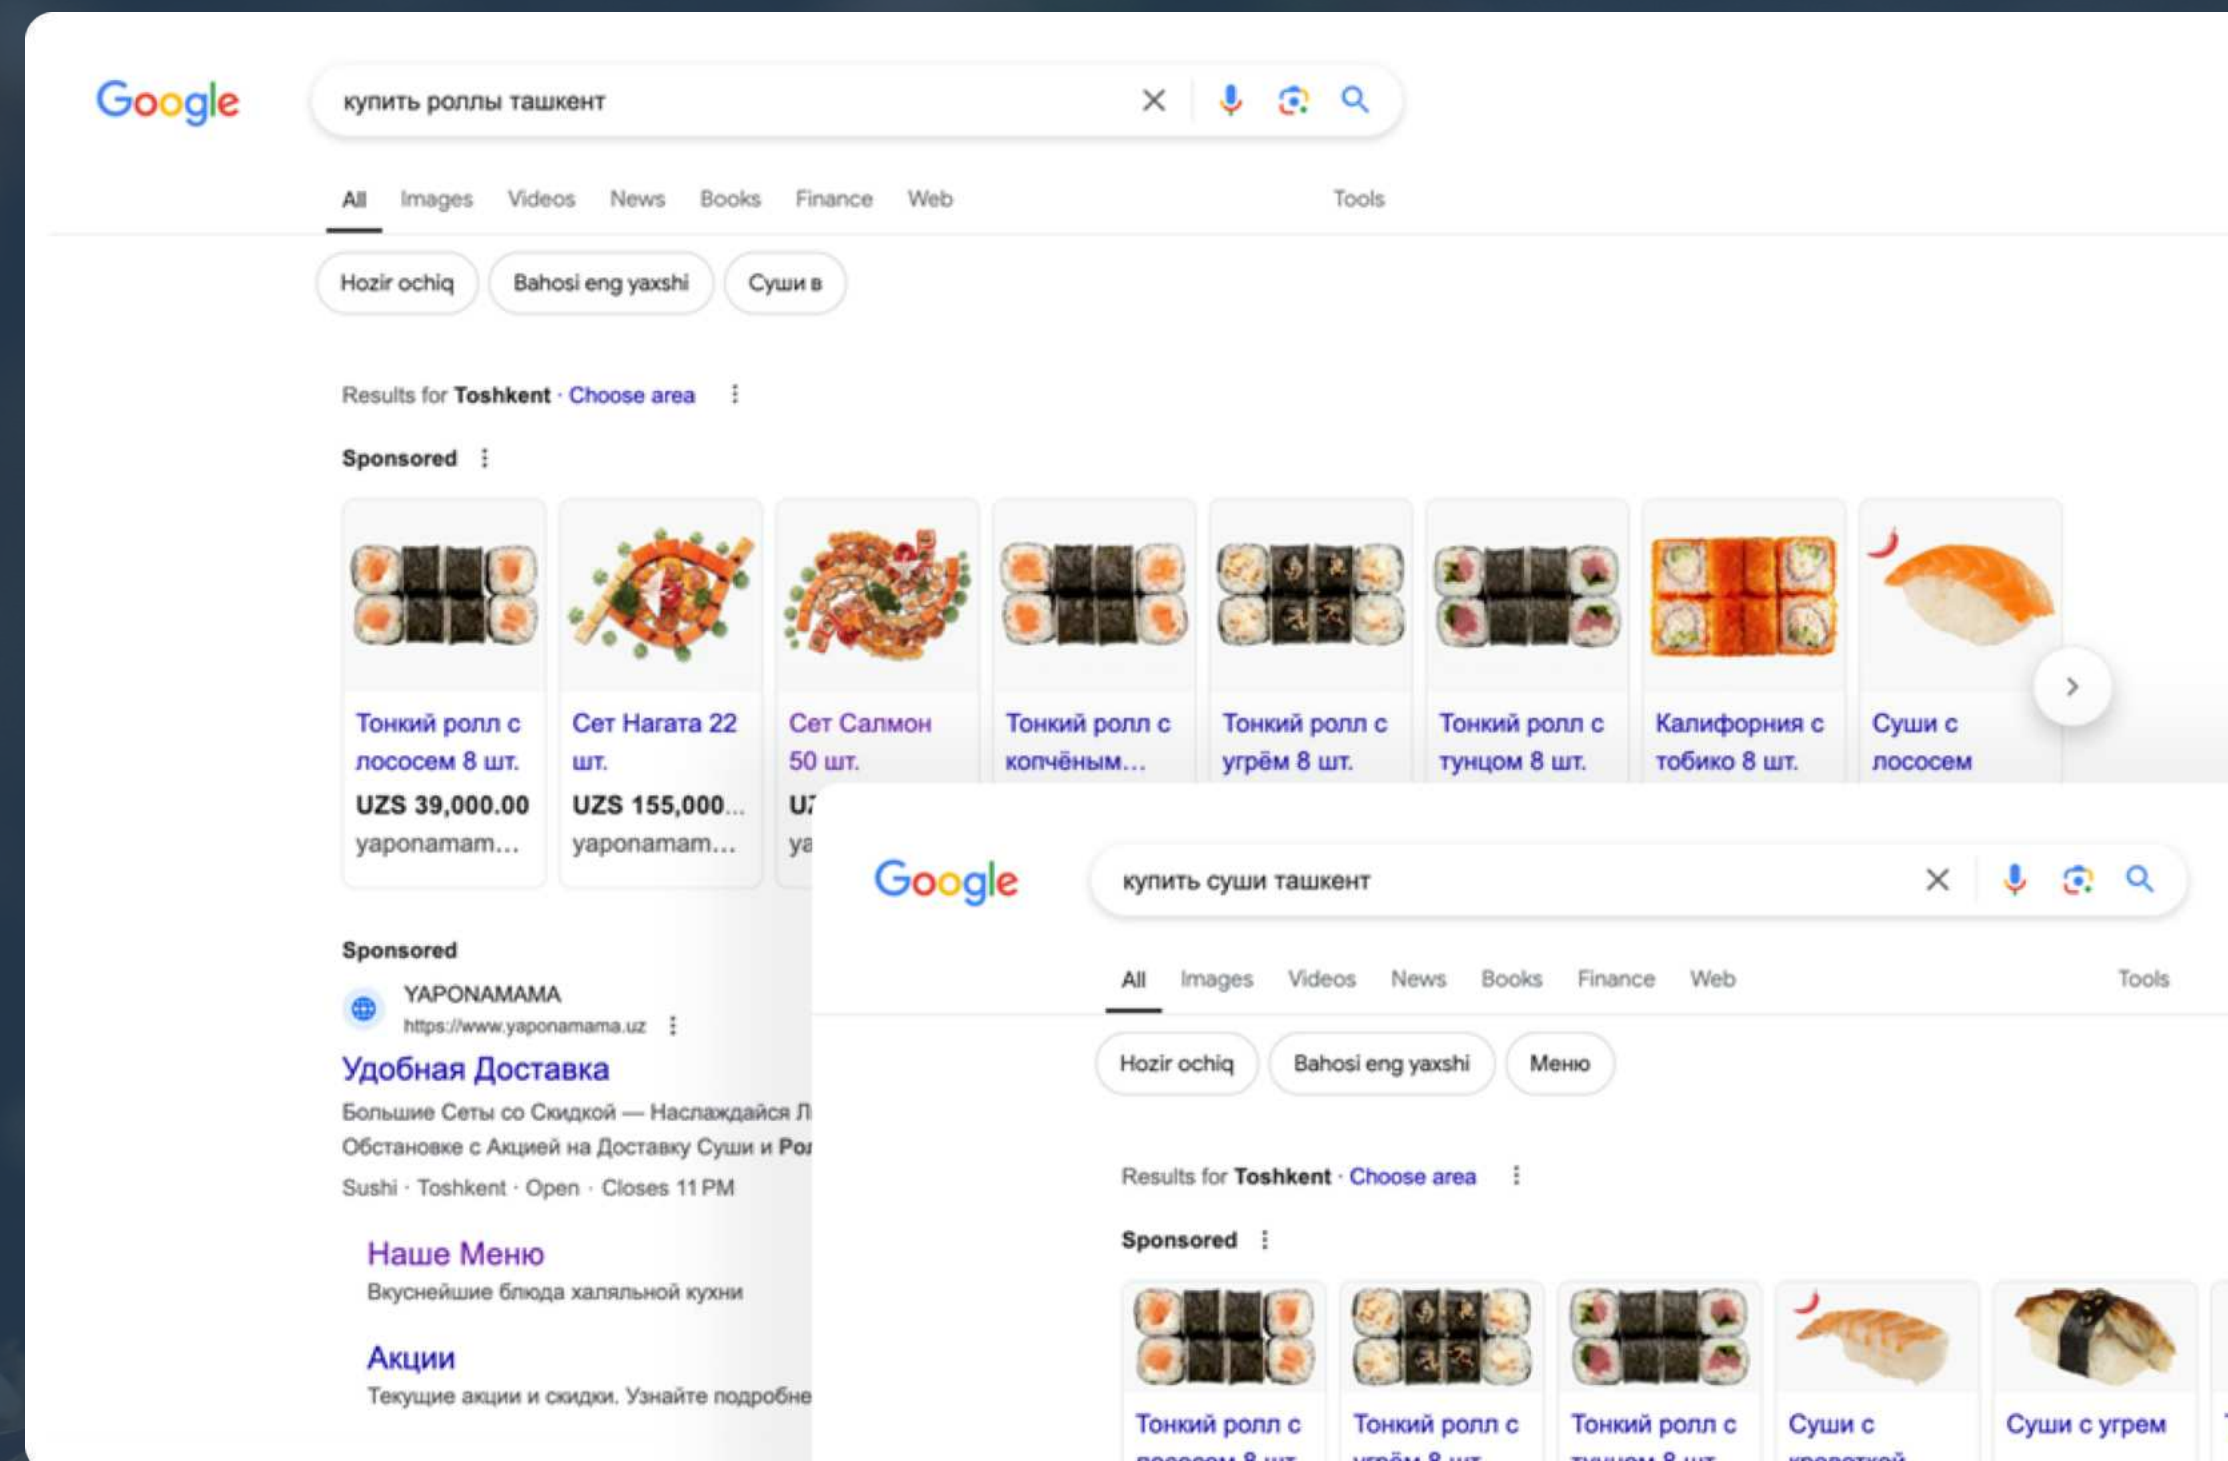 Google
купить роллы ташкент
All Images Videos News Books Finance Web Tools
Hozir ochiq Bahosi eng yaxshi Суши в
Results for Toshkent · Choose area
Sponsored
Тонкий ролл с лососем 8 шт.
UZS 39,000.00
yaponamam...
Сет Нагата 22 шт.
UZS 155,000...
yaponamam...
Сет Салмон 50 шт.
Тонкий ролл с копчёным...
Тонкий ролл с угрём 8 шт.
Тонкий ролл с тунцом 8 шт.
Калифорния с тобико 8 шт.
Суши с лососем
Sponsored
YAPONAMAMA
https://www.yaponamama.uz
Удобная Доставка
Большие Сеты со Скидкой — Наслаждайся
Обстановке с Акцией на Доставку Суши и
Sushi · Toshkent · Open · Closes 11 PM
Наше Меню
Вкуснейшие блюда халяльной кухни
Акции
Текущие акции и скидки. Узнайте подробне
Google
купить суши ташкент
All Images Videos News Books Finance Web Tools
Hozir ochiq Bahosi eng yaxshi Меню
Results for Toshkent · Choose area
Sponsored
Тонкий ролл с
Тонкий ролл с
Тонкий ролл с
Суши с
Суши с угрем